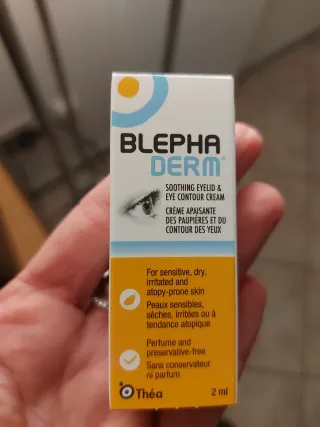 BLEPHA
DERM®
SOOTHING EYELID &
EYE CONTOUR CREAM
CRÈME APAISANTE
DES PAUPIÈRES ET DU
CONTOUR DES YEUX
For sensitive, dry,
irritated and
atopy-prone skin
Peaux sensibles,
sèches, irritées ou à
tendance atopique
Perfume and
preservative-free
Sans conservateur
ni parfum
Théa
2 ml